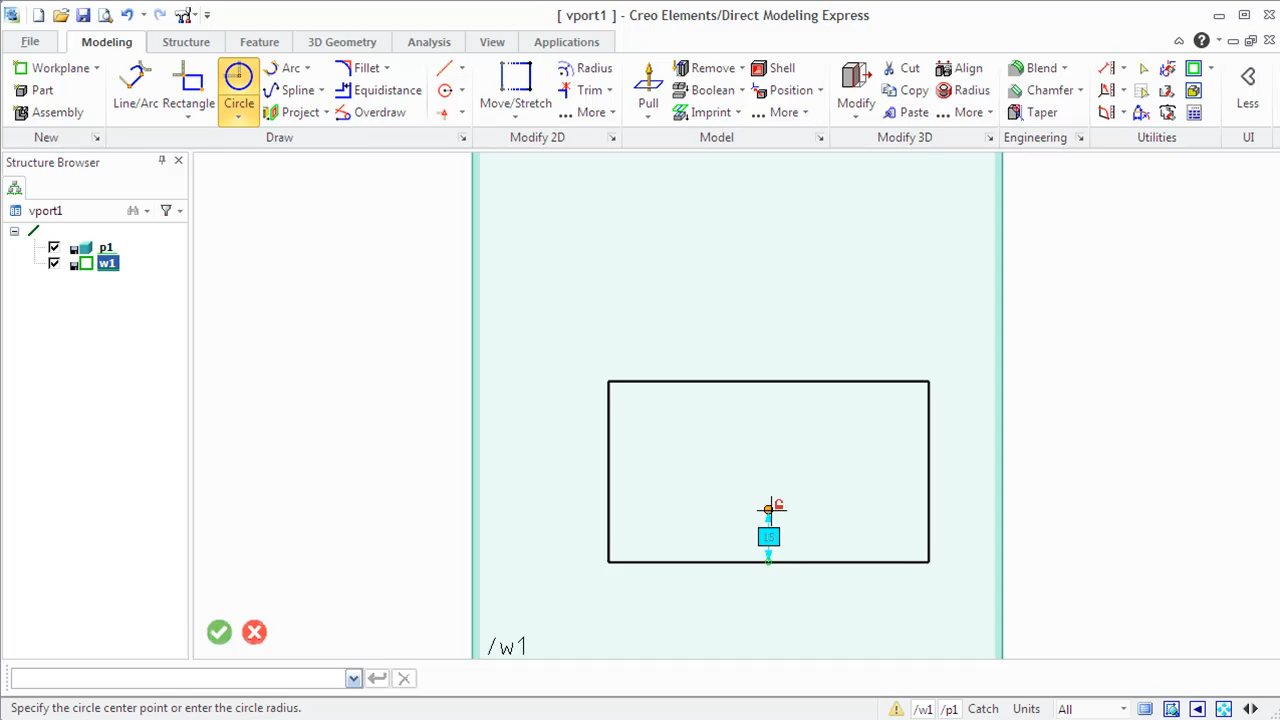 [ vport1 ] - Creo Elements/Direct Modeling Express
File Modeling Structure Feature 3D Geometry Analysis View Applications
Workplane Part Assembly New
Line/Arc Rectangle Circle Arc Spline Project Fillet Equidistance Overdraw Draw
Move/Stretch Radius Trim More Modify 2D
Pull Remove Boolean Imprint Shell Position More Model
Modify Cut Copy Paste Align Radius More Modify 3D
Blend Chamfer Taper Engineering
Utilities
Less UI
Structure Browser
vport1
p1
w1
15
/w1
Specify the circle center point or enter the circle radius.
/w1 /p1 Catch Units All